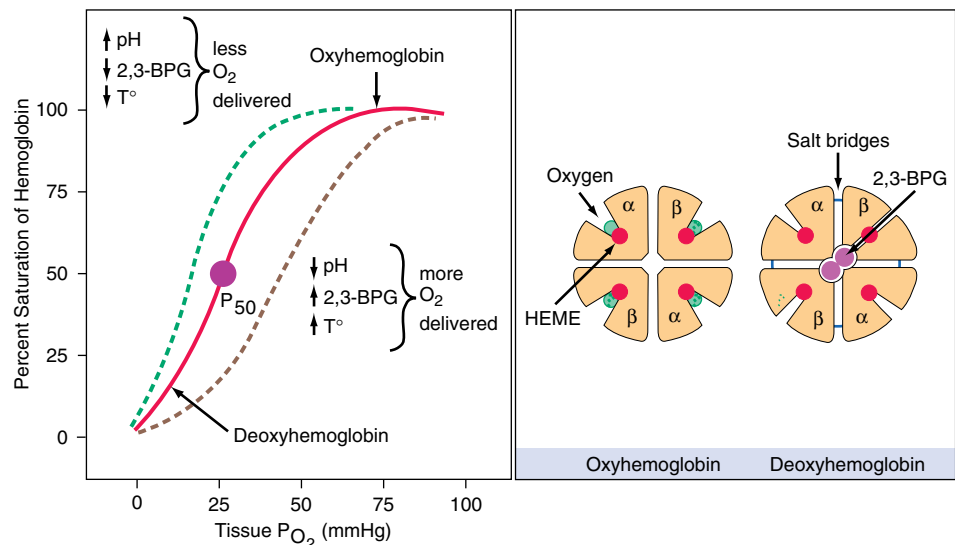 ↑ pH
↓ 2,3-BPG
↓ T°
less
O2
delivered
Oxyhemoglobin
100
75
50
25
0
Percent Saturation of Hemoglobin
P50
↓ pH
↑ 2,3-BPG
↑ T°
more
O2
delivered
Deoxyhemoglobin
0 25 50 75 100
Tissue PO2 (mmHg)
Salt bridges
2,3-BPG
Oxygen
α β α β
HEME
β α β α
Oxyhemoglobin Deoxyhemoglobin